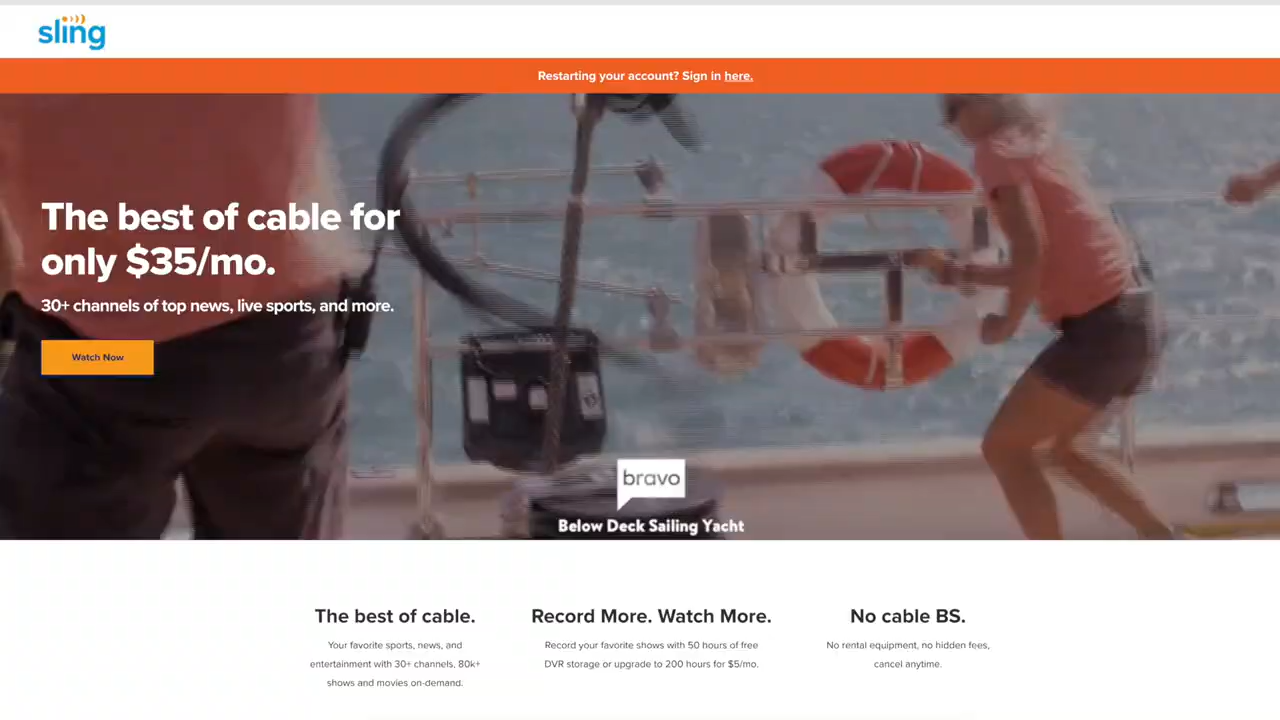 sling
Restarting your account? Sign in here.
The best of cable for
only $35/mo.
30+ channels of top news, live sports, and more.
Watch Now
bravo
Below Deck Sailing Yacht
The best of cable.
Your favorite sports, news, and
entertainment with 30+ channels. 80k+
shows and movies on-demand.
Record More. Watch More.
Record your favorite shows with 50 hours of free
DVR storage or upgrade to 200 hours for $5/mo.
No cable BS.
No rental equipment, no hidden fees,
cancel anytime.